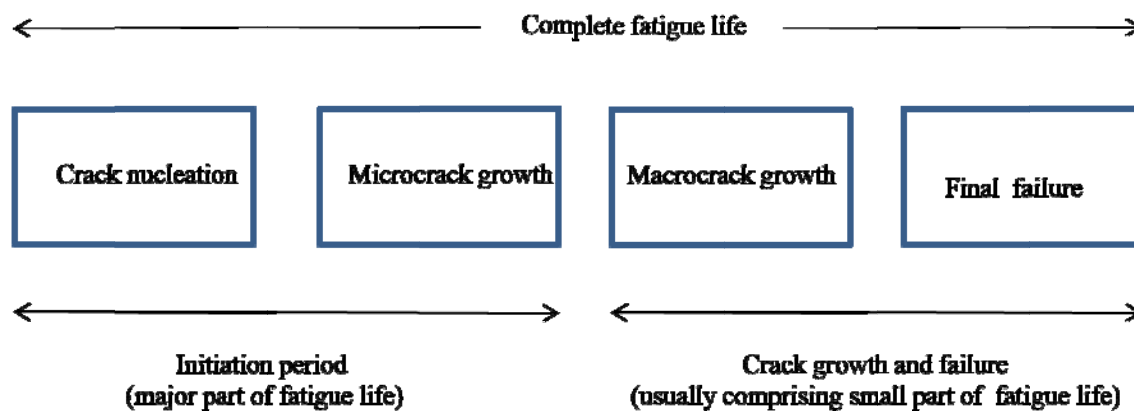 Complete fatigue life
Crack nucleation
Microcrack growth
Macrocrack growth
Final failure
Initiation period
(major part of fatigue life)
Crack growth and failure
(usually comprising small part of fatigue life)